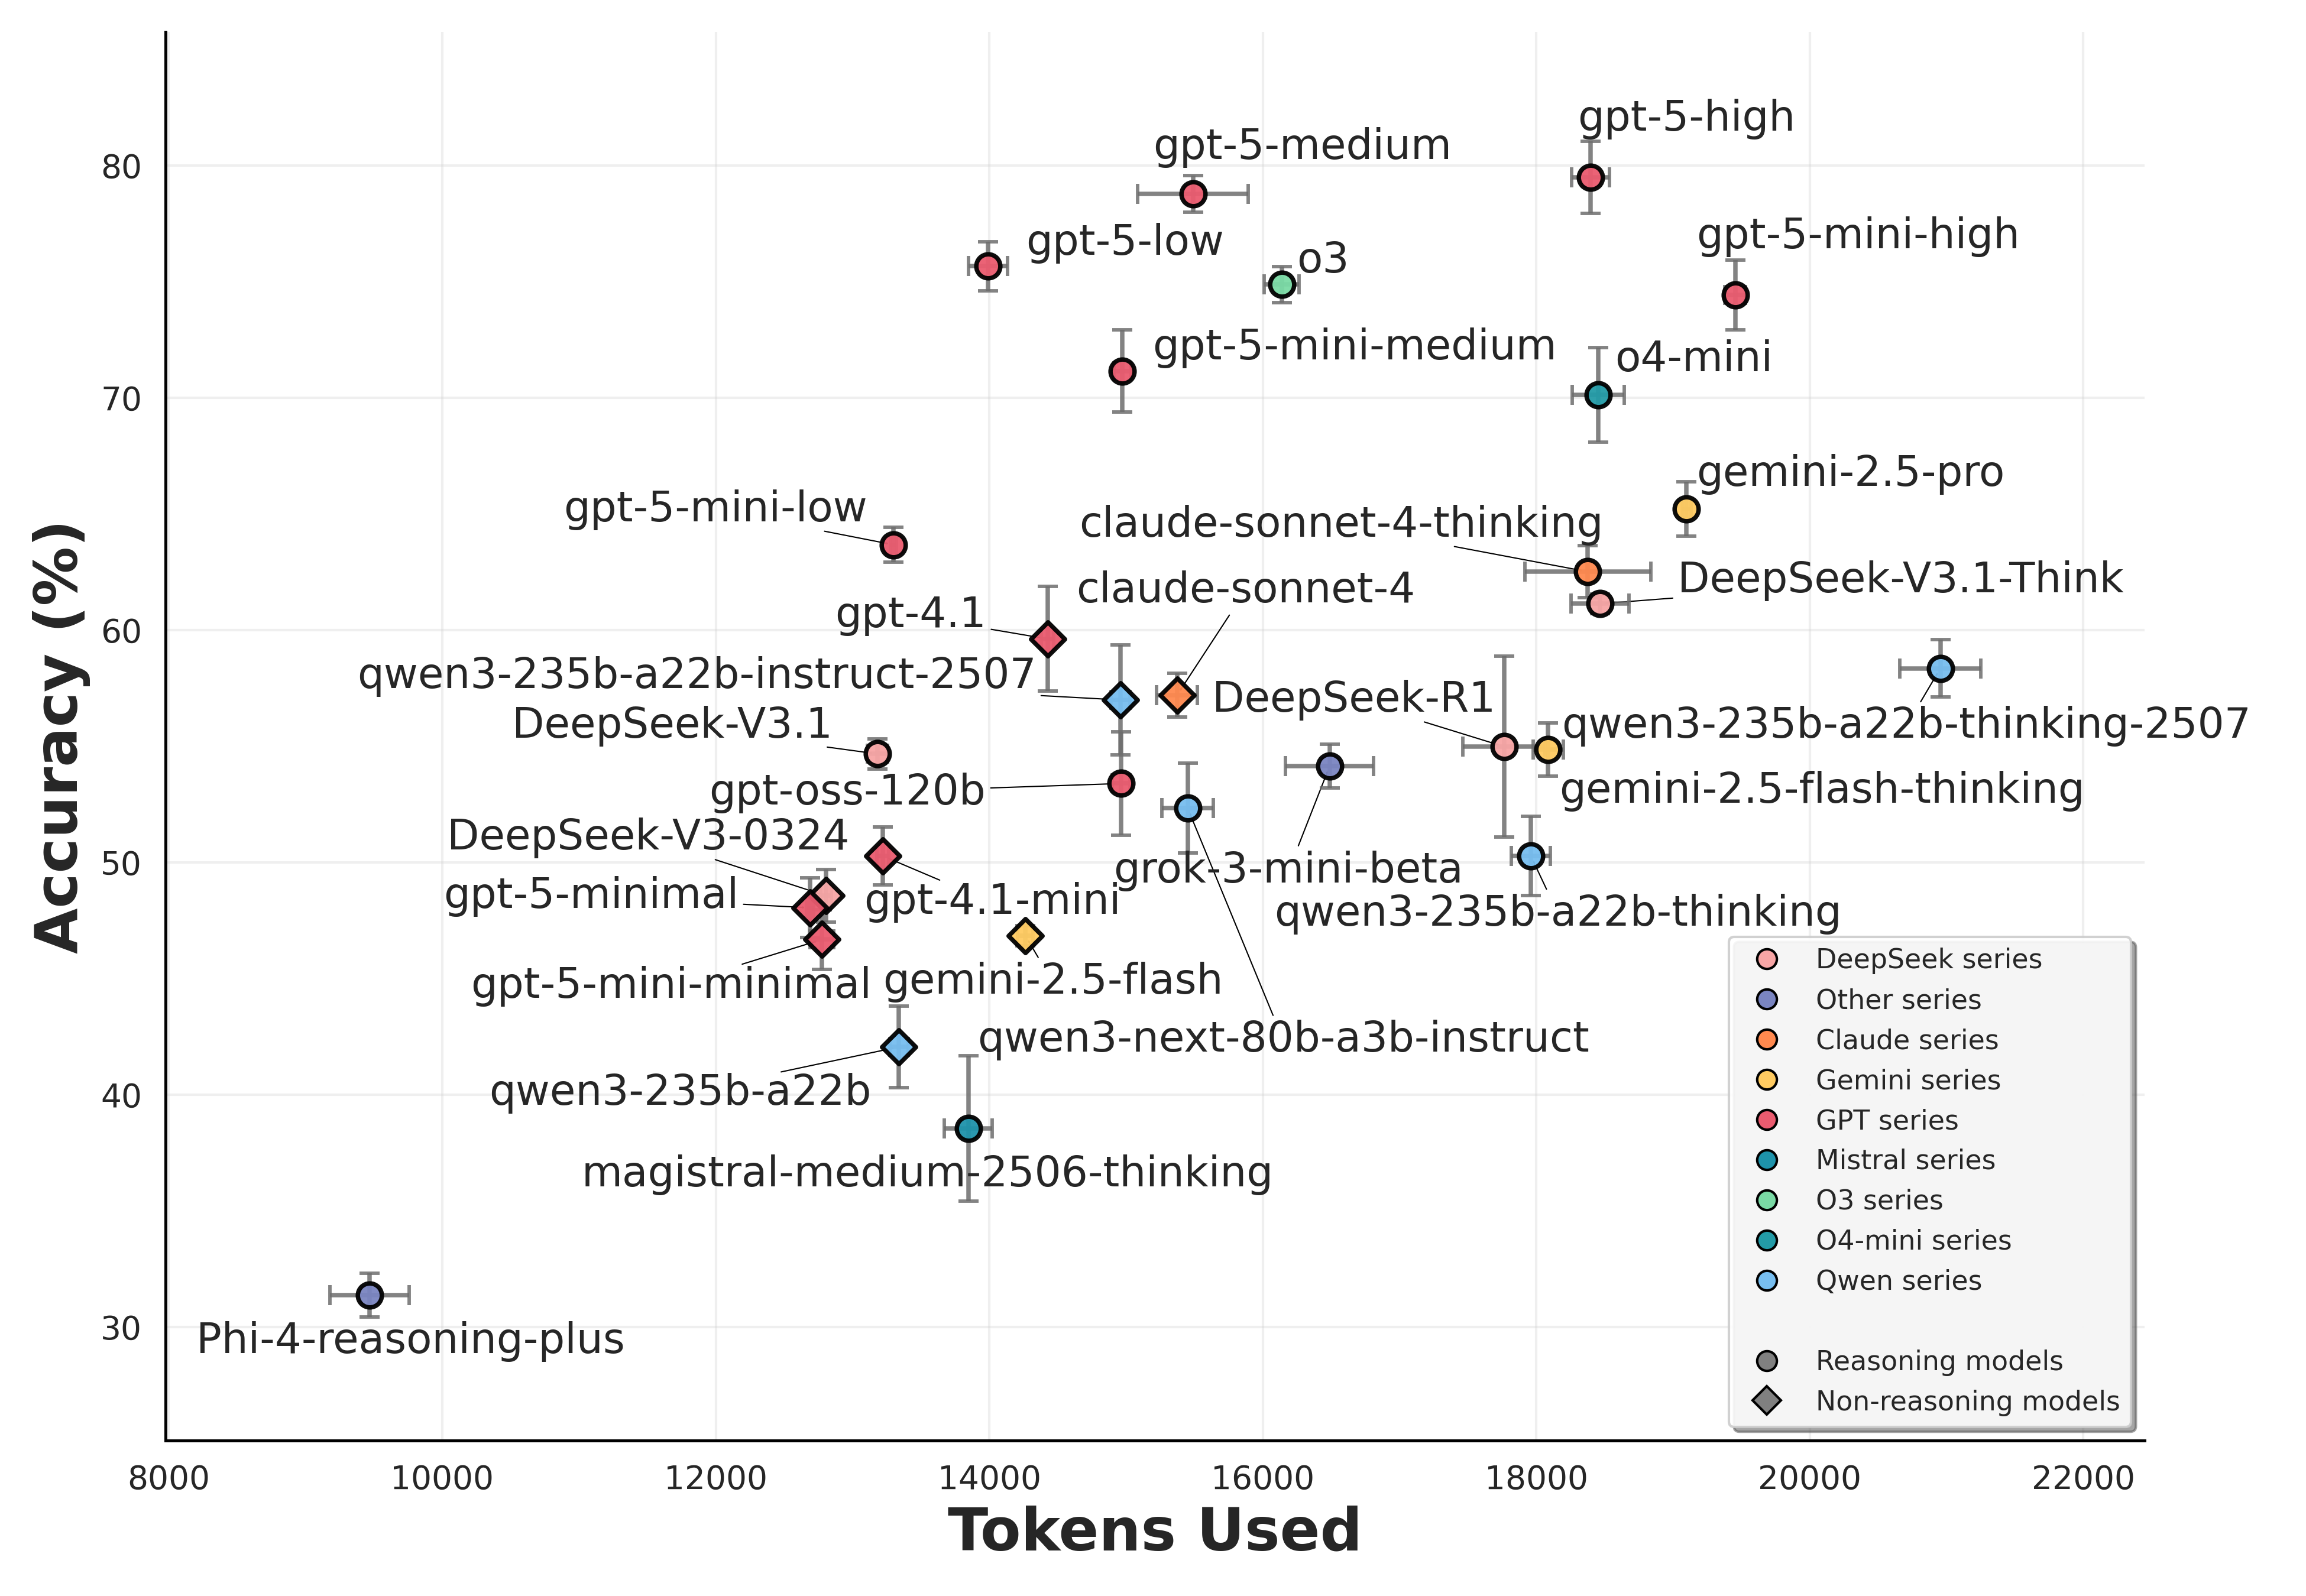 gpt-5-high
gpt-5-medium
gpt-5-mini-high
gpt-5-low
o3
gpt-5-mini-medium
o4-mini
gemini-2.5-pro
gpt-5-mini-low
claude-sonnet-4-thinking
DeepSeek-V3.1-Think
claude-sonnet-4
gpt-4.1
qwen3-235b-a22b-instruct-2507
DeepSeek-R1
DeepSeek-V3.1
qwen3-235b-a22b-thinking-2507
gpt-oss-120b
gemini-2.5-flash-thinking
DeepSeek-V3-0324
grok-3-mini-beta
gpt-5-minimal
gpt-4.1-mini
qwen3-235b-a22b-thinking
gpt-5-mini-minimal
gemini-2.5-flash
qwen3-next-80b-a3b-instruct
qwen3-235b-a22b
magistral-medium-2506-thinking
Phi-4-reasoning-plus
DeepSeek series
Other series
Claude series
Gemini series
GPT series
Mistral series
O3 series
O4-mini series
Qwen series
Reasoning models
Non-reasoning models
Accuracy (%)
80
70
60
50
40
30
8000
10000
12000
14000
16000
18000
20000
22000
Tokens Used